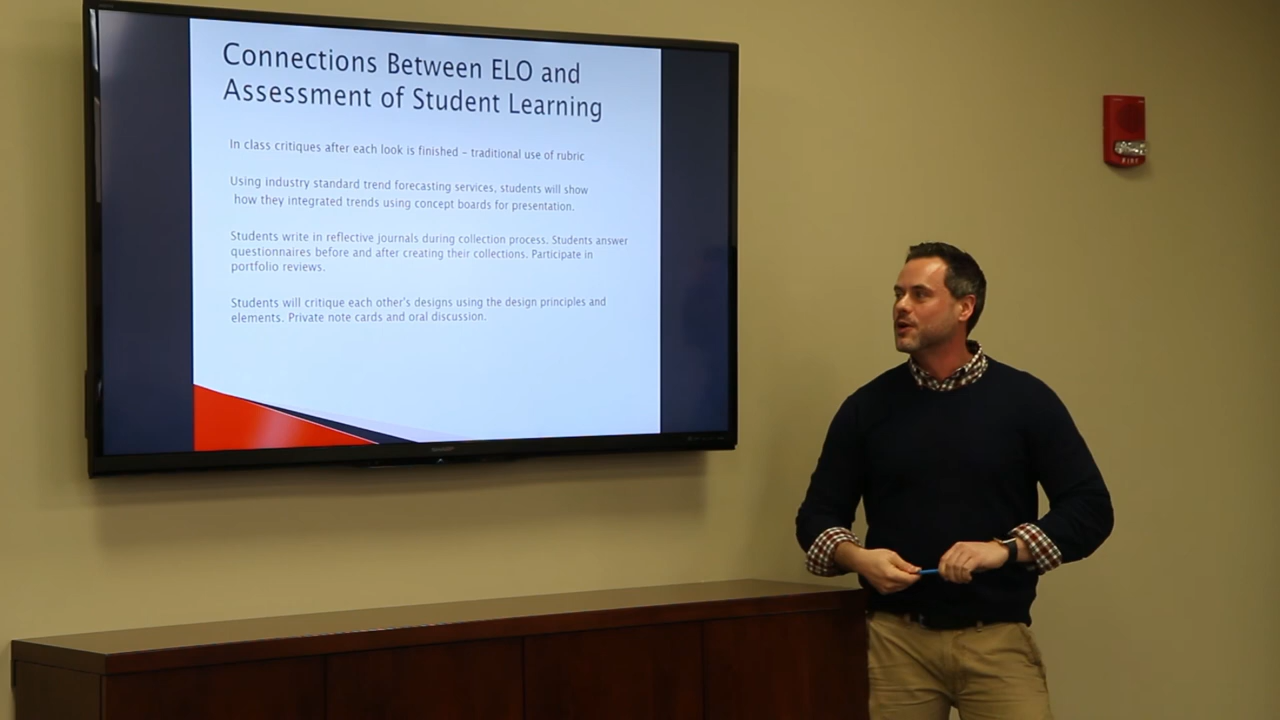 Connections Between ELO and
Assessment of Student Learning
In class critiques after each look is finished – traditional use of rubric
Using industry standard trend forecasting services, students will show
how they integrated trends using concept boards for presentation.
Students write in reflective journals during collection process. Students answer
questionnaires before and after creating their collections. Participate in
portfolio reviews.
Students will critique each other's designs using the design principles and
elements. Private note cards and oral discussion.
SHARP
FIRE